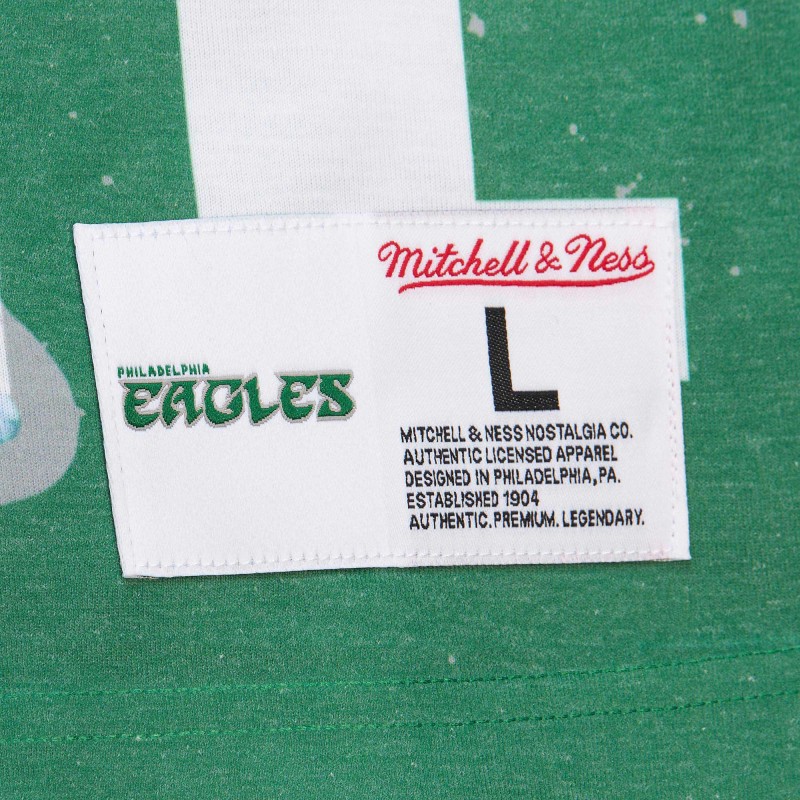 PHILADELPHIA
EAGLES
Mitchell & Ness
L
MITCHELL & NESS NOSTALGIA CO.
AUTHENTIC LICENSED APPAREL
DESIGNED IN PHILADELPHIA, PA.
ESTABLISHED 1904
AUTHENTIC. PREMIUM. LEGENDARY.